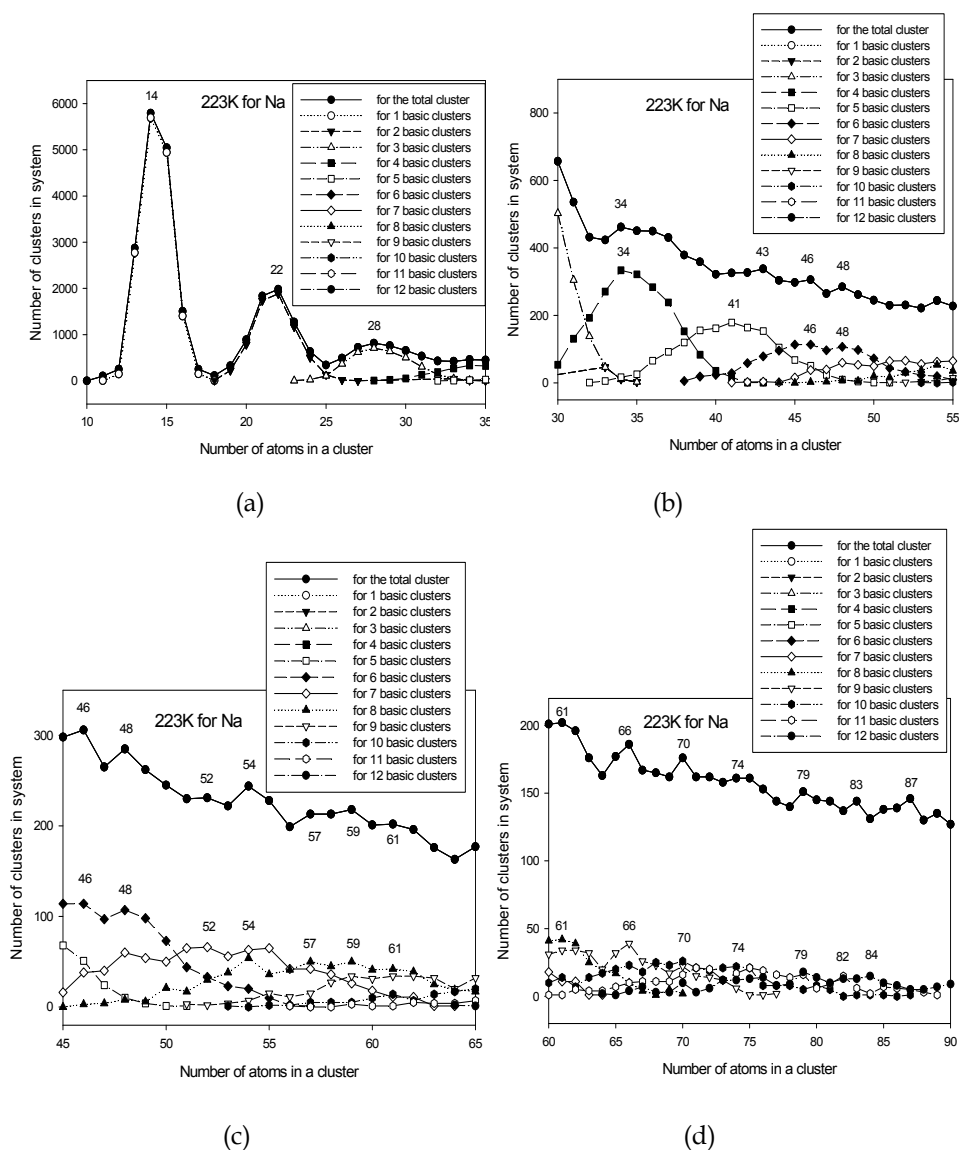 for the total cluster
for 1 basic clusters
for 2 basic clusters
for 3 basic clusters
for 4 basic clusters
for 5 basic clusters
for 6 basic clusters
for 7 basic clusters
for 8 basic clusters
for 9 basic clusters
for 10 basic clusters
for 11 basic clusters
for 12 basic clusters
223K for Na
14
22
28
Number of clusters in system
6000
5000
4000
3000
2000
1000
0
10 15 20 25 30 35
Number of atoms in a cluster
(a)
for the total cluster
for 1 basic clusters
for 2 basic clusters
for 3 basic clusters
for 4 basic clusters
for 5 basic clusters
for 6 basic clusters
for 7 basic clusters
for 8 basic clusters
for 9 basic clusters
for 10 basic clusters
for 11 basic clusters
for 12 basic clusters
223K for Na
34
43
46
48
34
41
46
48
Number of clusters in system
800
600
400
200
0
30 35 40 45 50 55
Number of atoms in a cluster
(b)
for the total cluster
for 1 basic clusters
for 2 basic clusters
for 3 basic clusters
for 4 basic clusters
for 5 basic clusters
for 6 basic clusters
for 7 basic clusters
for 8 basic clusters
for 9 basic clusters
for 10 basic clusters
for 11 basic clusters
for 12 basic clusters
223K for Na
46
48
52
54
57
59
61
46
48
52
54
57
59
61
Number of clusters in system
300
200
100
0
45 50 55 60 65
Number of atoms in a cluster
(c)
for the total cluster
for 1 basic clusters
for 2 basic clusters
for 3 basic clusters
for 4 basic clusters
for 5 basic clusters
for 6 basic clusters
for 7 basic clusters
for 8 basic clusters
for 9 basic clusters
for 10 basic clusters
for 11 basic clusters
for 12 basic clusters
223K for Na
61
66
70
74
79
83
87
61
66
70
74
79
82
84
Number of clusters in system
200
150
100
50
0
60 65 70 75 80 85 90
Number of atoms in a cluster
(d)